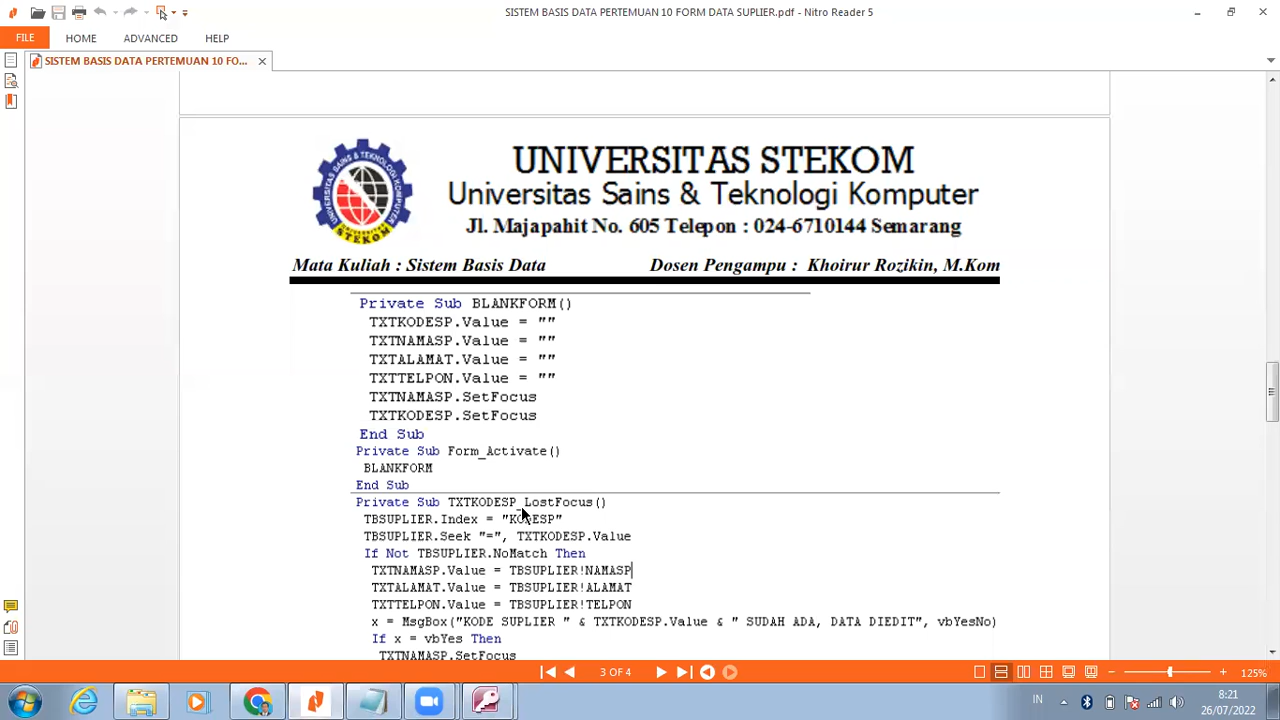 SISTEM BASIS DATA PERTEMUAN 10 FORM DATA SUPLIER.pdf - Nitro Reader 5
FILE
HOME
ADVANCED
HELP
SISTEM BASIS DATA PERTEMUAN 10 FO...
UNIVERSITAS STEKOM
Universitas Sains & Teknologi Komputer
Jl. Majapahit No. 605 Telepon : 024-6710144 Semarang
UNIVERSITAS SAINS & TEKNOLOGI KOMPUTER
STEKOM
Mata Kuliah : Sistem Basis Data
Dosen Pengampu : Khoirur Rozikin, M.Kom
Private Sub BLANKFORM()
TXTKODESP.Value = ""
TXTNAMASP.Value = ""
TXTALAMAT.Value = ""
TXTTELPON.Value = ""
TXTNAMASP.SetFocus
TXTKODESP.SetFocus
End Sub
Private Sub Form_Activate()
BLANKFORM
End Sub
Private Sub TXTKODESP_LostFocus()
TBSUPLIER.Index = "KODESP"
TBSUPLIER.Seek "=", TXTKODESP.Value
If Not TBSUPLIER.NoMatch Then
TXTNAMASP.Value = TBSUPLIER!NAMASP
TXTALAMAT.Value = TBSUPLIER!ALAMAT
TXTTELPON.Value = TBSUPLIER!TELPON
x = MsgBox("KODE SUPLIER " & TXTKODESP.Value & " SUDAH ADA, DATA DIEDIT", vbYesNo)
If x = vbYes Then
TXTNAMASP.SetFocus
3 OF 4
125%
IN
8:21
26/07/2022